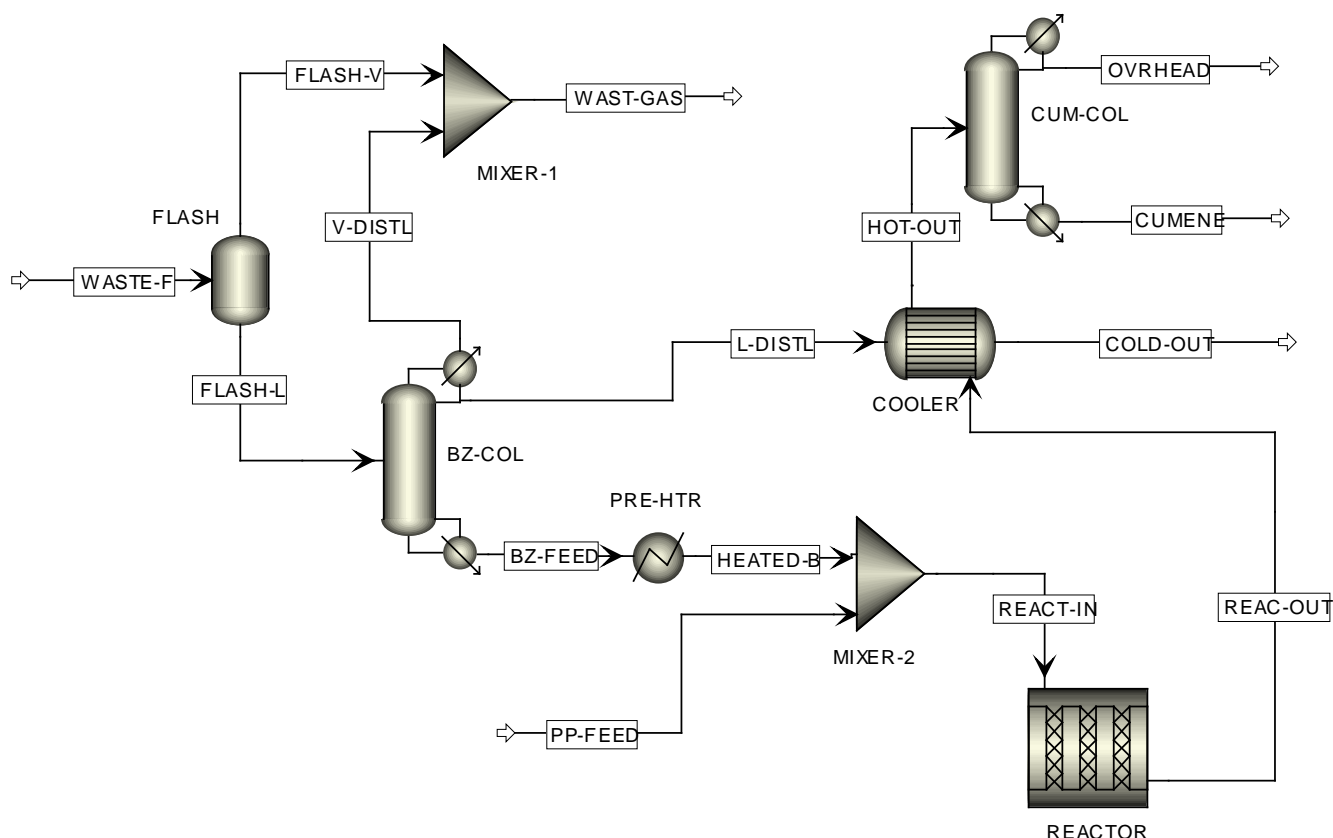 FLASH-V
WAST-GAS
MIXER-1
OVRHEAD
CUM-COL
FLASH
V-DISTL
HOT-OUT
CUMENE
WASTE-F
FLASH-L
L-DISTL
COLD-OUT
COOLER
BZ-COL
PRE-HTR
BZ-FEED
HEATED-B
REACT-IN
REAC-OUT
MIXER-2
PP-FEED
REACTOR